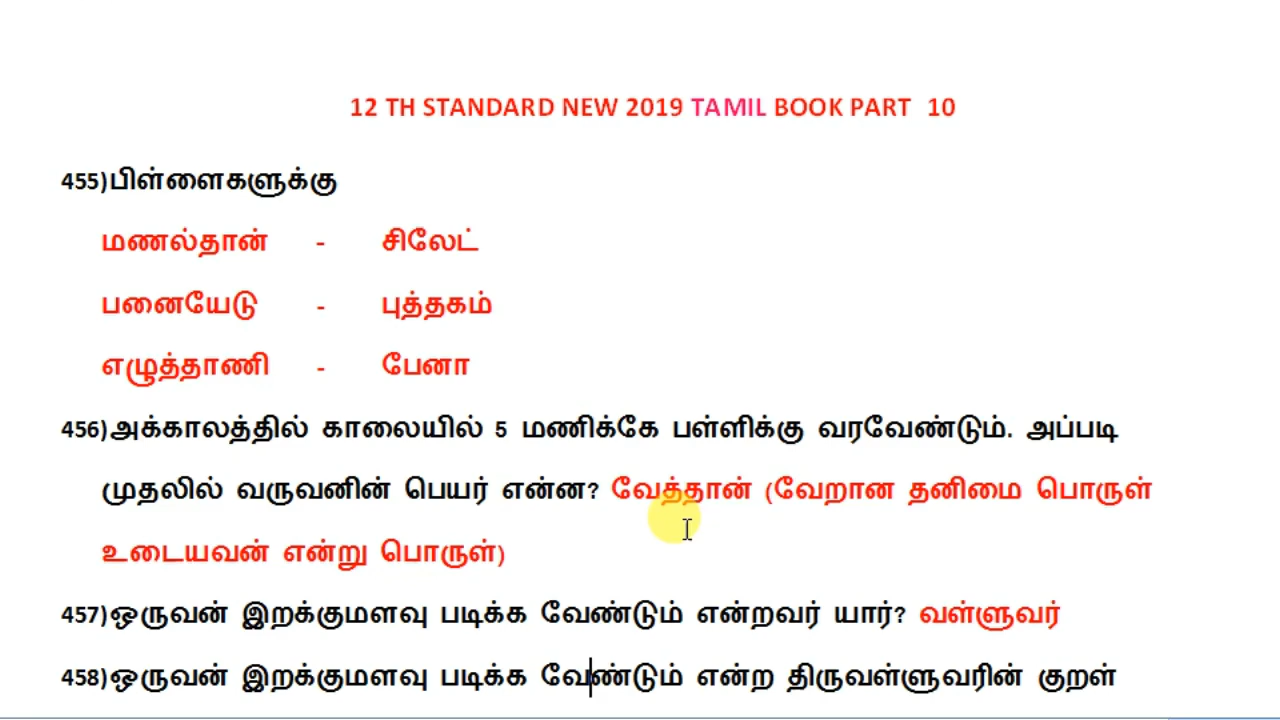 12 TH STANDARD NEW 2019 TAMIL BOOK PART 10
455)பிள்ளைகளுக்கு
மணல்தான் - சிலேட்
பனையேடு - புத்தகம்
எழுத்தாணி - பேனா
456)அக்காலத்தில் காலையில் 5 மணிக்கே பள்ளிக்கு வரவேண்டும். அப்படி
முதலில் வருவனின் பெயர் என்ன? வேத்தான் (வேறான தனிமை பொருள்
உடையவன் என்று பொருள்)
457)ஒருவன் இறக்குமளவு படிக்க வேண்டும் என்றவர் யார்? வள்ளுவர்
458)ஒருவன் இறக்குமளவு படிக்க வேண்டும் என்ற திருவள்ளுவரின் குறள்